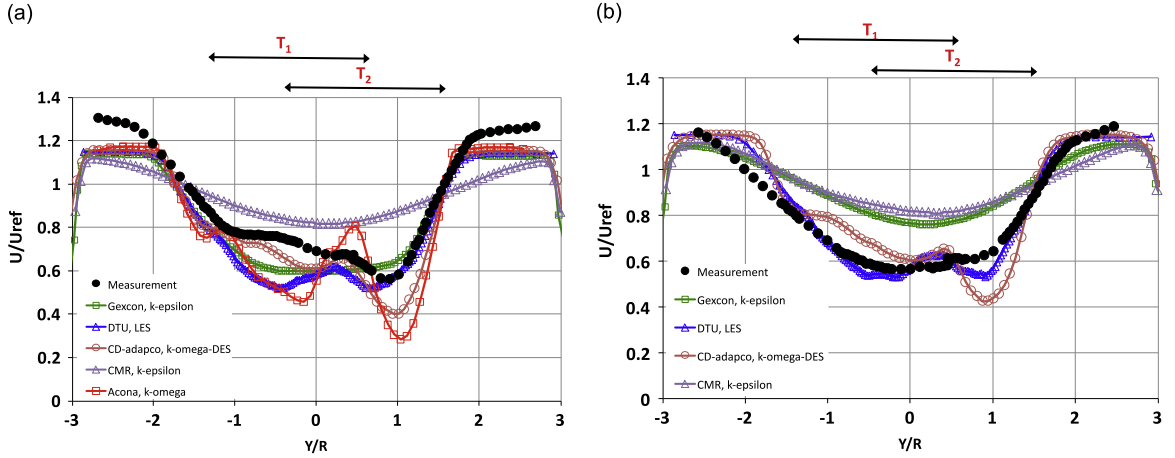 (a)
T1
T2
U/Uref
1.4
1.2
1
0.8
0.6
0.4
0.2
0
-3 -2 -1 0 1 2 3
Y/R
Measurement
Gexcon, k-epsilon
DTU, LES
CD-adapco, k-omega-DES
CMR, k-epsilon
Acona, k-omega
(b)
T1
T2
U/Uref
1.4
1.2
1
0.8
0.6
0.4
0.2
0
-3 -2 -1 0 1 2 3
Y/R
Measurement
Gexcon, k-epsilon
DTU, LES
CD-adapco, k-omega-DES
CMR, k-epsilon